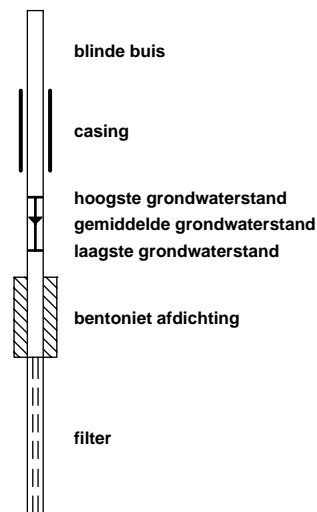 blinde buis
casing
hoogste grondwaterstand
gemiddelde grondwaterstand
laagste grondwaterstand
bentoniet afdichting
filter